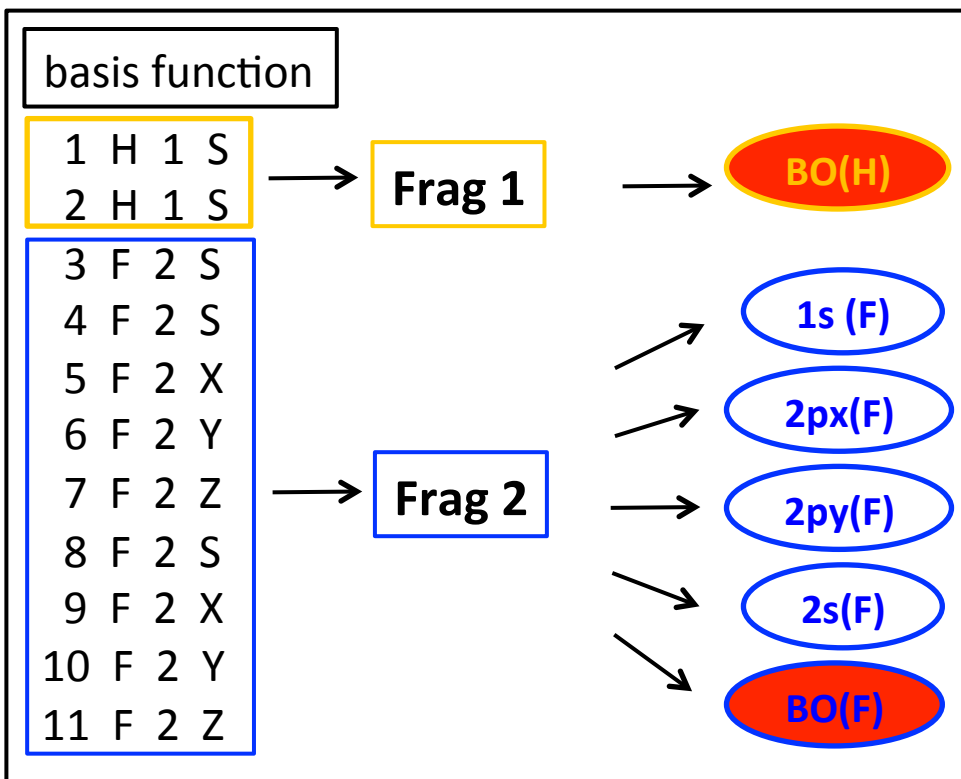 basis function
1 H 1 S
2 H 1 S
3 F 2 S
4 F 2 S
5 F 2 X
6 F 2 Y
7 F 2 Z
8 F 2 S
9 F 2 X
10 F 2 Y
11 F 2 Z
Frag 1
Frag 2
BO(H)
1s (F)
2px(F)
2py(F)
2s(F)
BO(F)